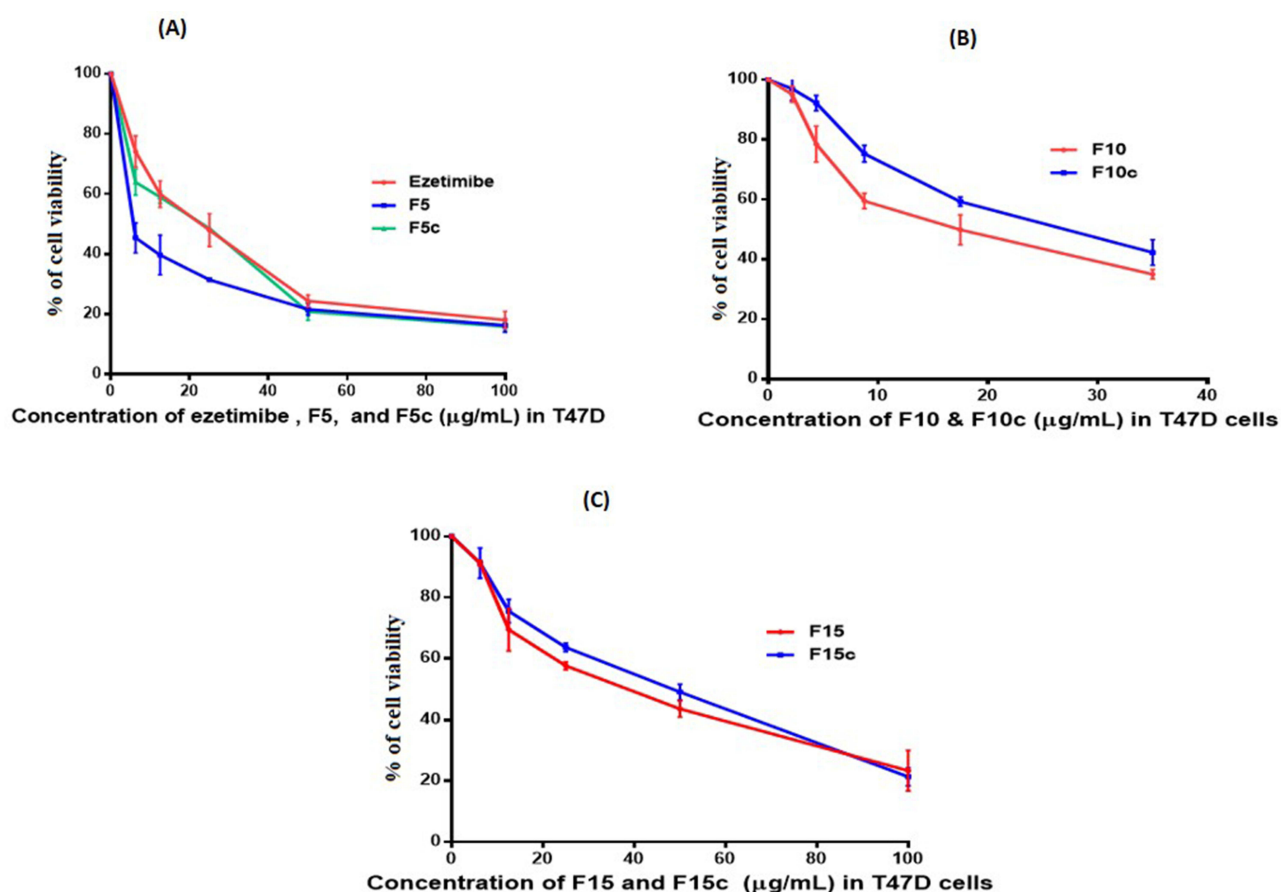 (A)
100
80
60
40
20
0
% of cell viability
Ezetimibe
F5
F5c
0 20 40 60 80 100
Concentration of ezetimibe , F5, and F5c (μg/mL) in T47D
(B)
100
80
60
40
20
0
% of cell viability
F10
F10c
0 10 20 30 40
Concentration of F10 & F10c (μg/mL) in T47D cells
(C)
100
80
60
40
20
0
% of cell viability
F15
F15c
0 20 40 60 80 100
Concentration of F15 and F15c (μg/mL) in T47D cells